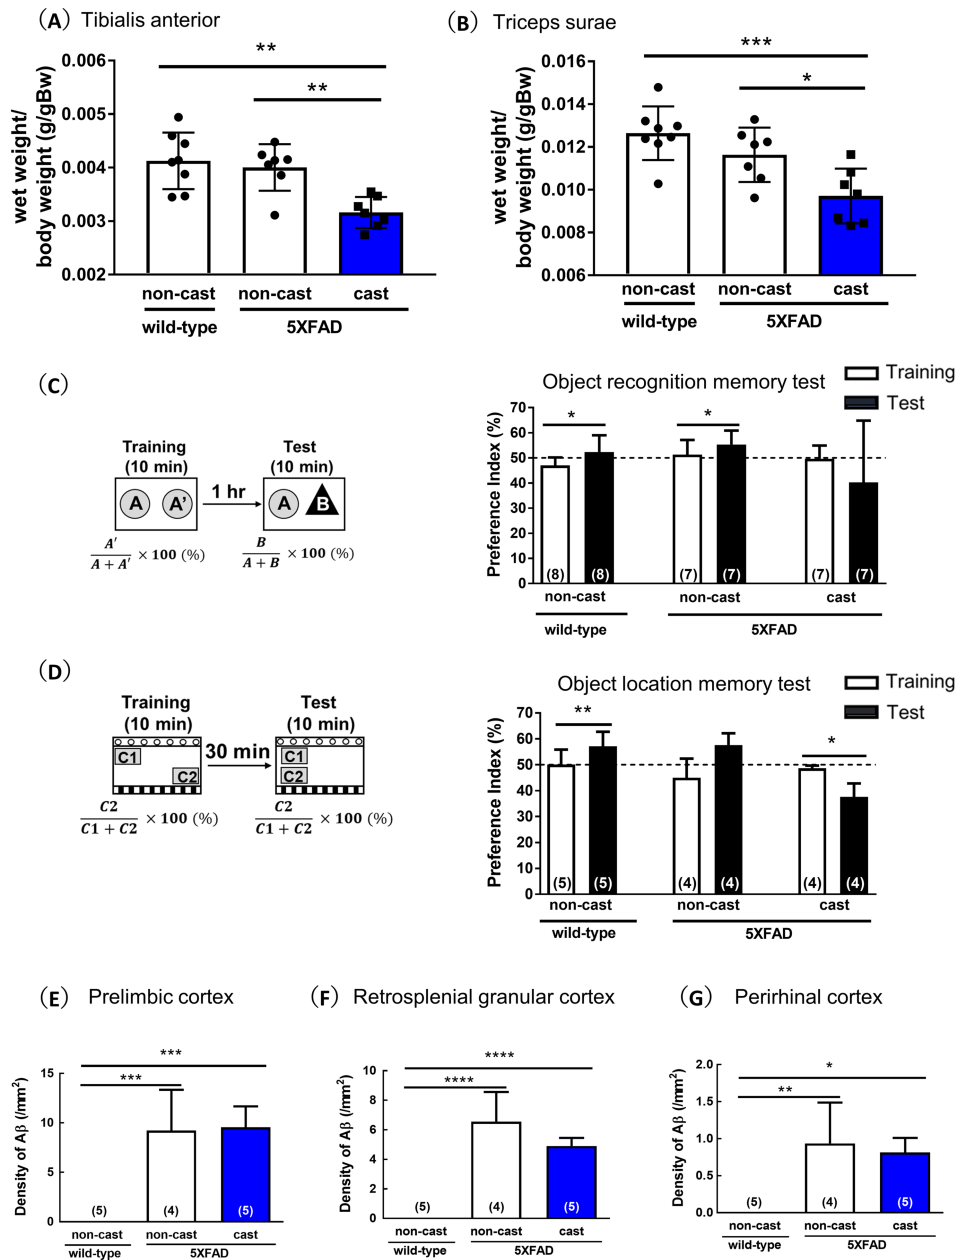 (A) Tibialis anterior
wet weight/
body weight (g/gBw)
0.006
0.005
0.004
0.003
0.002
**
**
non-cast non-cast cast
wild-type 5XFAD
(B) Triceps surae
wet weight/
body weight (g/gBw)
0.016
0.014
0.012
0.010
0.008
0.006
***
*
non-cast non-cast cast
wild-type 5XFAD
(C)
Training
(10 min)
Test
(10 min)
A A'
1 hr
A B
A'
A + A' × 100 (%)
B
A + B × 100 (%)
Object recognition memory test
Training
Test
Preference Index (%)
70
60
50
40
30
20
10
0
* *
(8) (8) (7) (7) (7) (7)
non-cast non-cast cast
wild-type 5XFAD
(D)
Training
(10 min)
Test
(10 min)
C1
C2
30 min
C1
C2
C2
C1 + C2 × 100 (%)
C2
C1 + C2 × 100 (%)
Object location memory test
Training
Test
Preference Index (%)
70
60
50
40
30
20
10
0
** *
(5) (5) (4) (4) (4) (4)
non-cast non-cast cast
wild-type 5XFAD
(E) Prelimbic cortex
Density of Aβ (/mm²)
15
10
5
0
***
***
(5) (4) (5)
non-cast non-cast cast
wild-type 5XFAD
(F) Retrosplenial granular cortex
Density of Aβ (/mm²)
10
8
6
4
2
0
****
****
(5) (4) (5)
non-cast non-cast cast
wild-type 5XFAD
(G) Perirhinal cortex
Density of Aβ (/mm²)
2.0
1.5
1.0
0.5
0.0
*
**
(5) (4) (5)
non-cast non-cast cast
wild-type 5XFAD